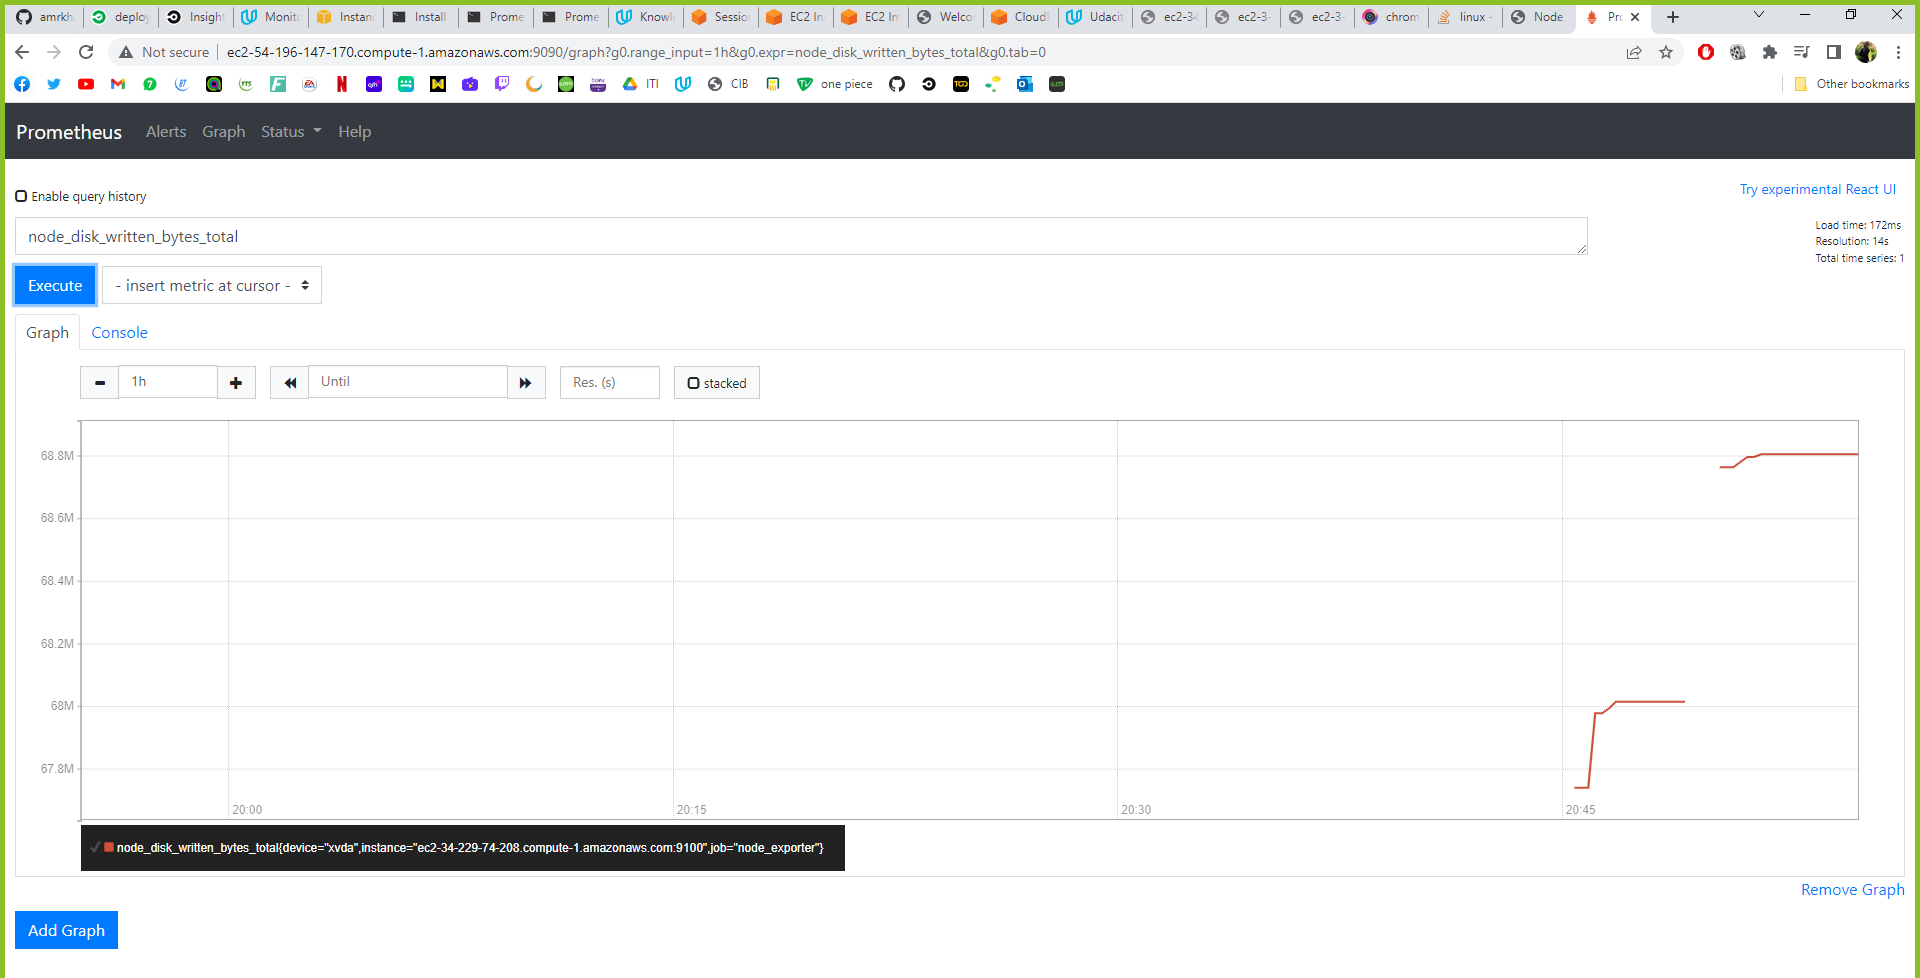 amrkh deploy Insight Monito Instanc Install Prome Prome Knowl Sessio EC2 In EC2 In Welco CloudF Udacit ec2-34 ec2-3- ec2-3- chrom linux - Node Pro
Not secure ec2-54-196-147-170.compute-1.amazonaws.com:9090/graph?g0.range_input=1h&g0.expr=node_disk_written_bytes_total&g0.tab=0
ITI CIB one piece Other bookmarks
Prometheus Alerts Graph Status Help
Try experimental React UI
Enable query history
node_disk_written_bytes_total
Load time: 172ms
Resolution: 14s
Total time series: 1
Execute - insert metric at cursor -
Graph Console
1h Until Res. (s) stacked
68.8M
68.6M
68.4M
68.2M
68M
67.8M
20:00 20:15 20:30 20:45
node_disk_written_bytes_total{device="xvda",instance="ec2-34-229-74-208.compute-1.amazonaws.com:9100",job="node_exporter"}
Remove Graph
Add Graph